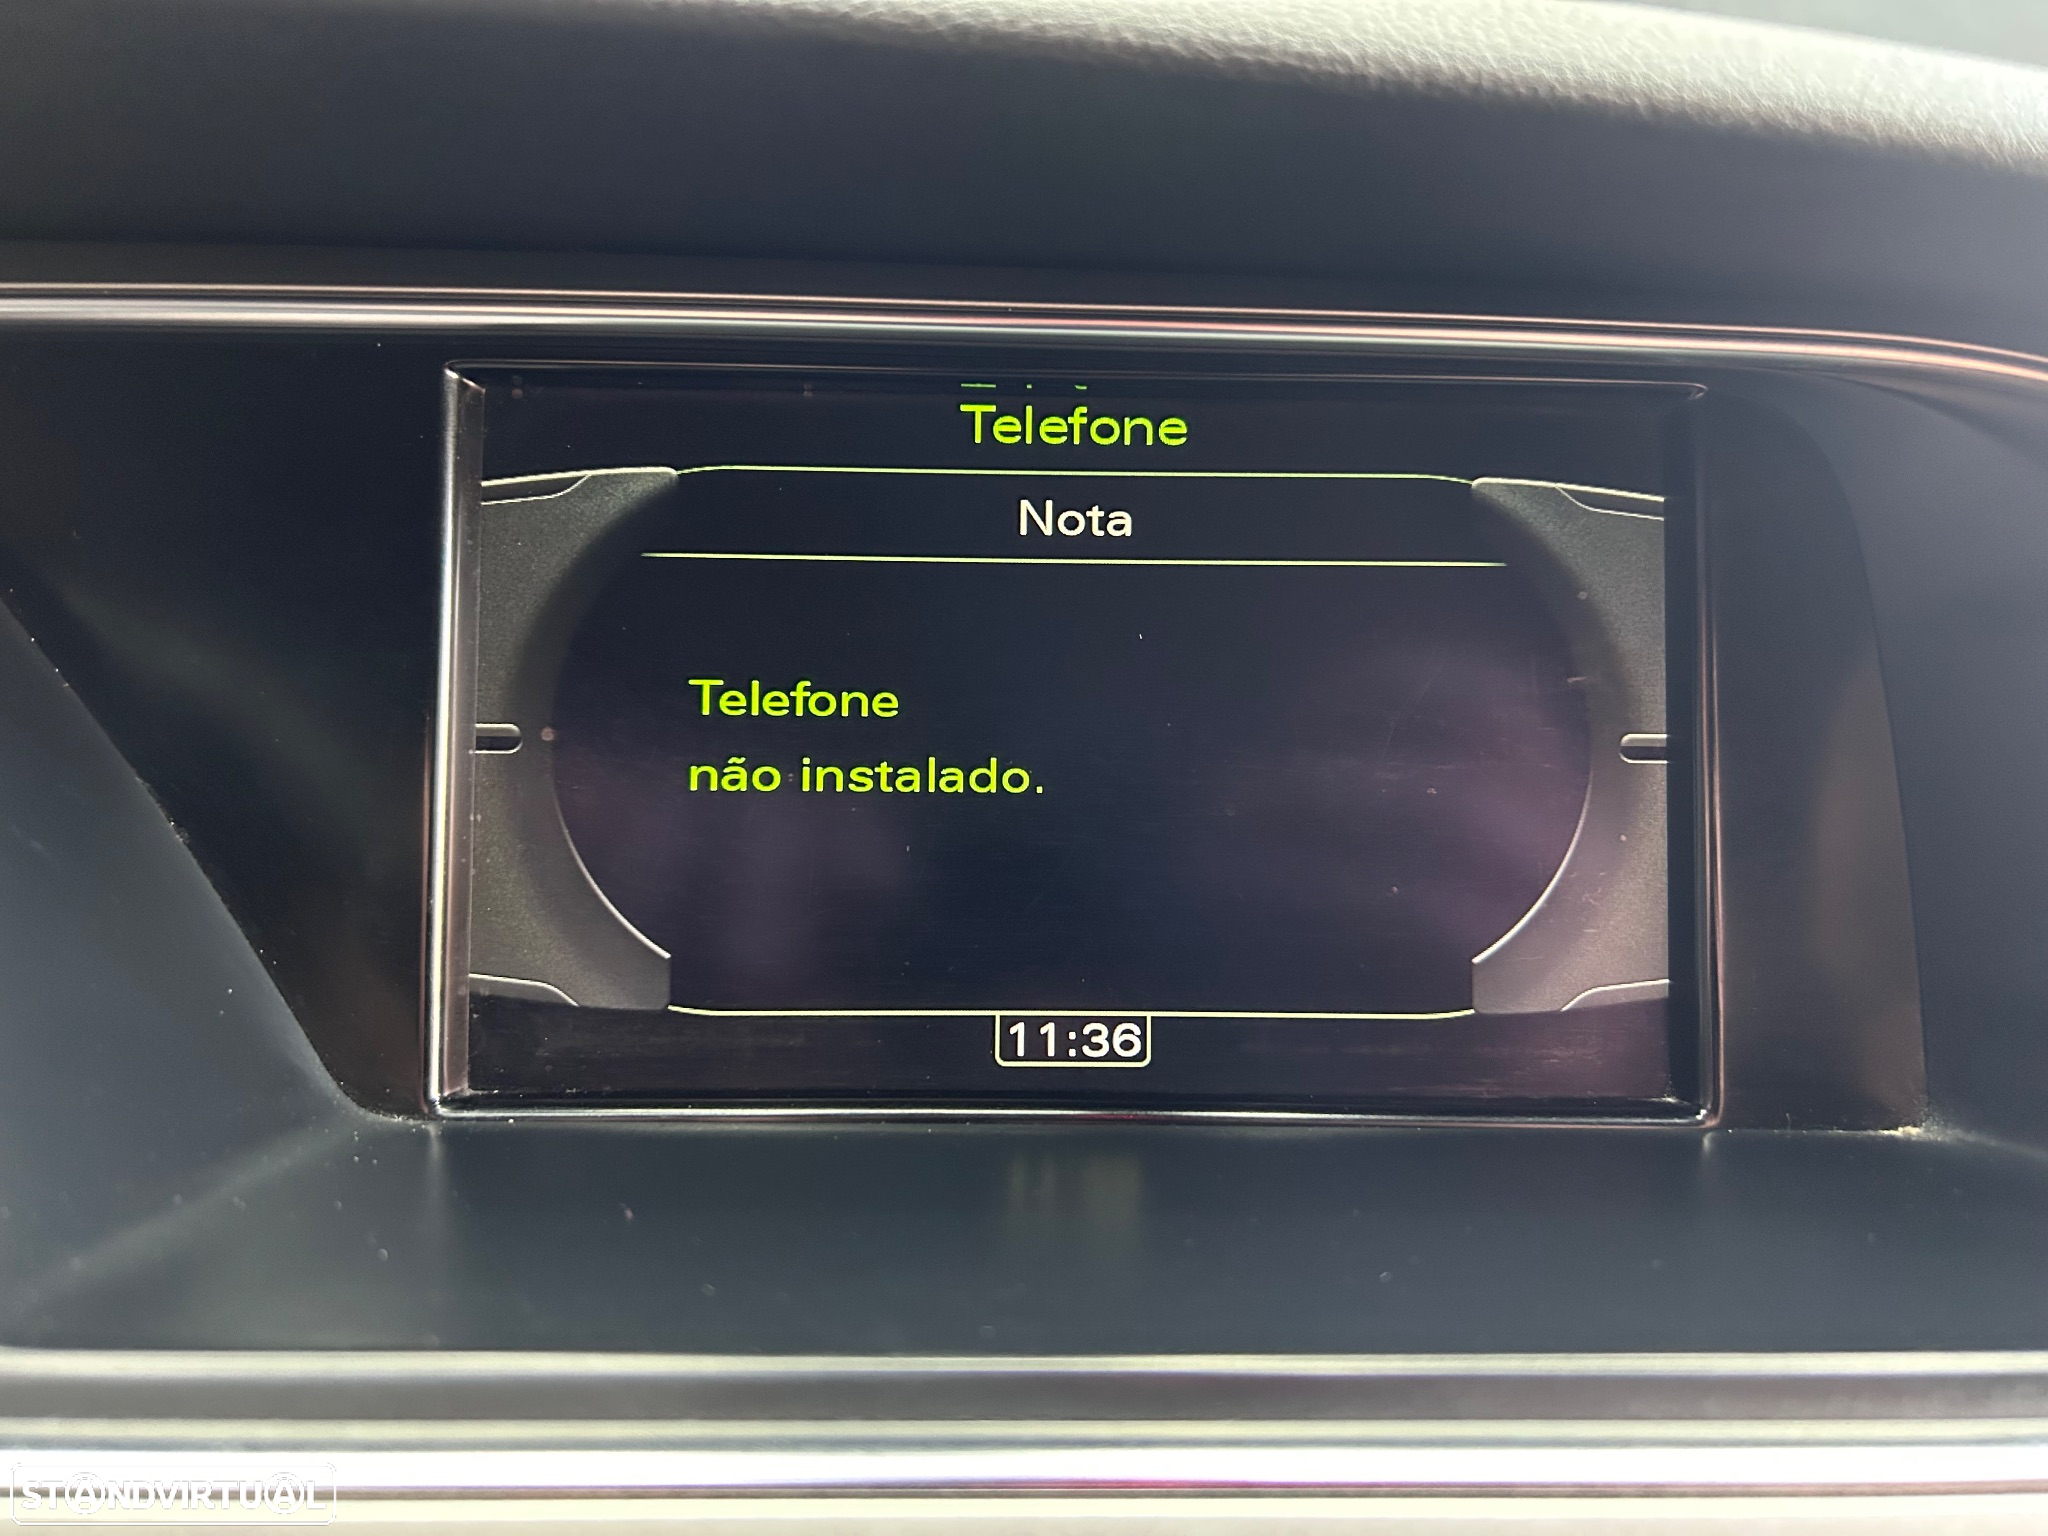 Telefone
Nota
Telefone
não instalado.
11:36
STANDVIRTUAL